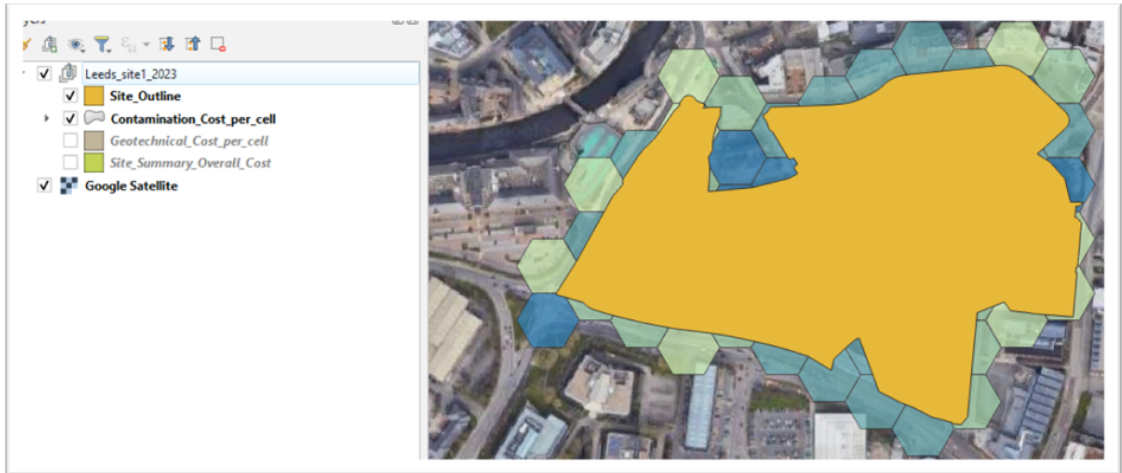 Leeds_site1_2023
Site_Outline
Contamination_Cost_per_cell
Geotechnical_Cost_per_cell
Site_Summary_Overall_Cost
Google Satellite